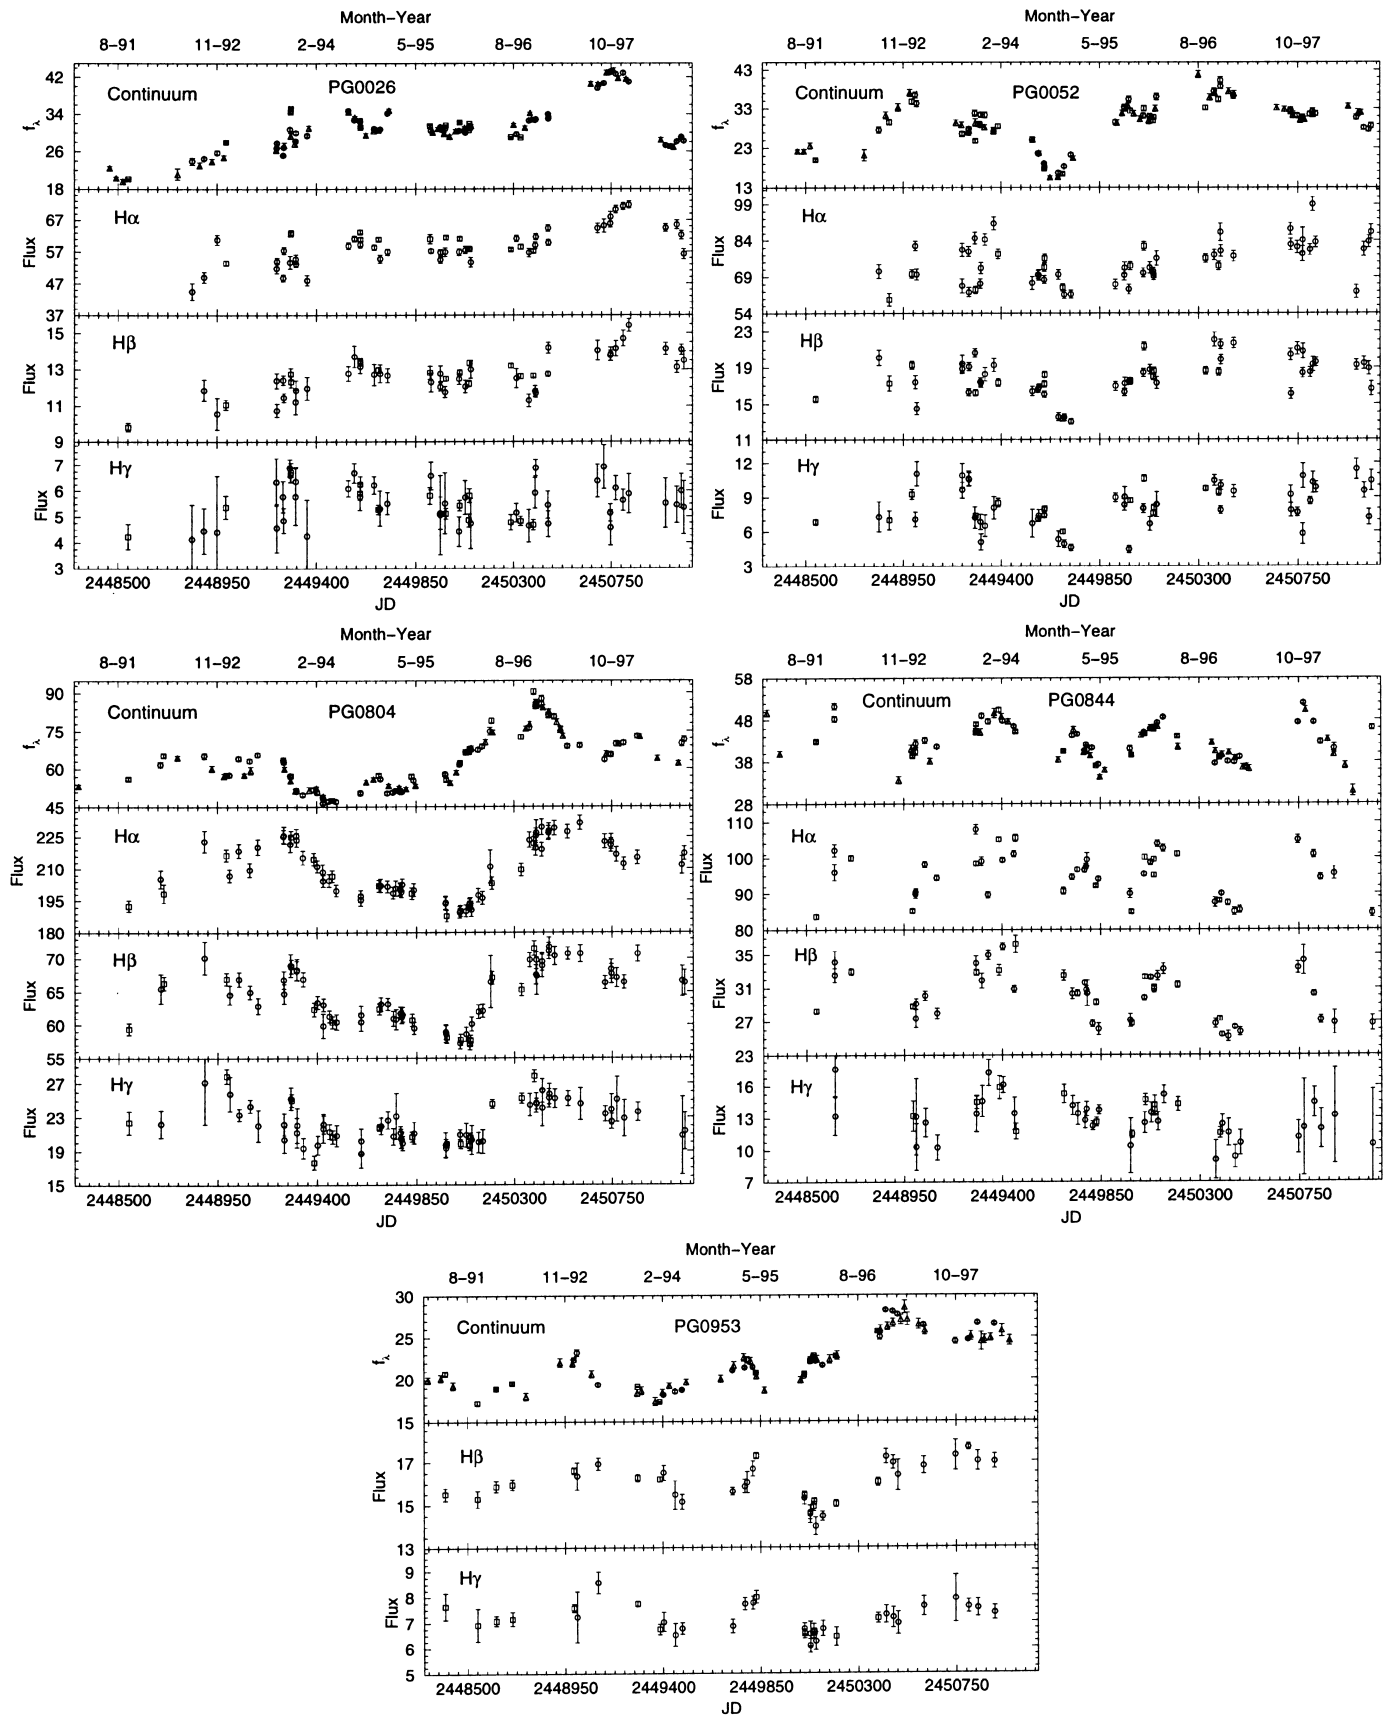 Month–Year
8–91 11–92 2–94 5–95 8–96 10–97
Continuum PG0026
fλ
42
34
26
18
Hα
Flux
67
57
47
37
Hβ
Flux
15
13
11
9
Hγ
Flux
7
6
5
4
3
2448500 2448950 2449400 2449850 2450300 2450750
JD
Month–Year
8–91 11–92 2–94 5–95 8–96 10–97
Continuum PG0052
fλ
43
33
23
13
Hα
Flux
99
84
69
54
Hβ
Flux
23
19
15
11
Hγ
Flux
12
9
6
3
2448500 2448950 2449400 2449850 2450300 2450750
JD
Month–Year
8–91 11–92 2–94 5–95 8–96 10–97
Continuum PG0804
fλ
90
75
60
45
Hα
Flux
225
210
195
180
Hβ
Flux
70
65
60
55
Hγ
Flux
27
23
19
15
2448500 2448950 2449400 2449850 2450300 2450750
JD
Month–Year
8–91 11–92 2–94 5–95 8–96 10–97
Continuum PG0844
fλ
58
48
38
28
Hα
Flux
110
100
90
80
Hβ
Flux
35
31
27
23
Hγ
Flux
16
13
10
7
2448500 2448950 2449400 2449850 2450300 2450750
JD
Month–Year
8–91 11–92 2–94 5–95 8–96 10–97
Continuum PG0953
fλ
30
25
20
15
Hβ
Flux
17
15
13
Hγ
Flux
9
8
7
6
5
2448500 2448950 2449400 2449850 2450300 2450750
JD